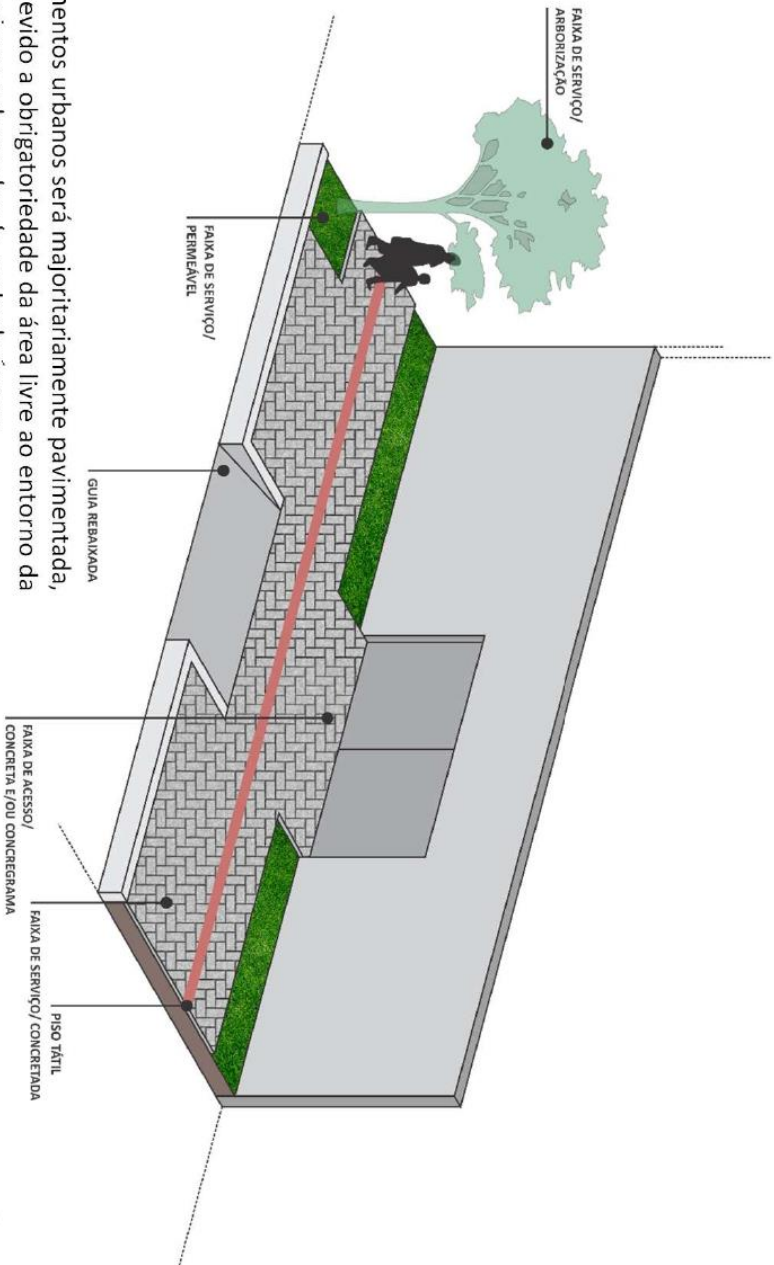 FAIXA DE SERVIÇO/
ARBORIZAÇÃO
FAIXA DE SERVIÇO/
PERMEÁVEL
GUIA REBAIXADA
PISO TÁTIL
FAIXA DE SERVIÇO/ CONCRETADA
FAIXA DE ACESSO/
CONCRETA E/OU CONCREGRAMA
urbanos será majoritariamente pavimentada,
evido a obrigatoriedade da área livre ao entorno da